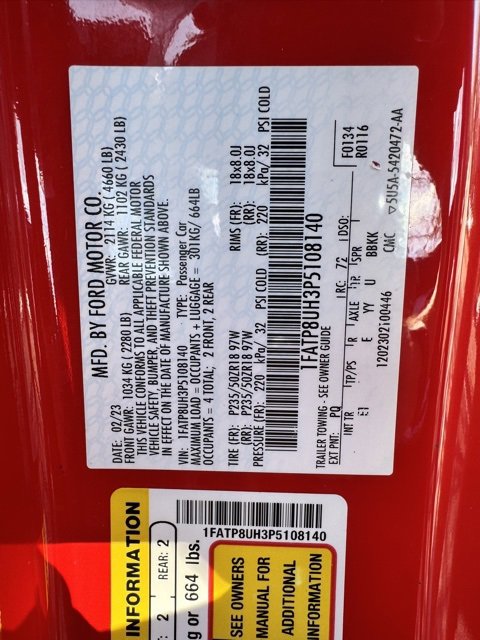 MFD. BY FORD MOTOR CO.
DATE: 02/23 GVWR: 2114 KG ( 4660 LB)
FRONT GAWR: 1034 KG ( 2280 LB) REAR GAWR: 1102 KG ( 2430 LB)
THIS VEHICLE CONFORMS TO ALL APPLICABLE FEDERAL MOTOR
VEHICLE SAFETY, BUMPER, AND THEFT PREVENTION STANDARDS
IN EFFECT ON THE DATE OF MANUFACTURE SHOWN ABOVE.
VIN: 1FATP8UH3P5108140 TYPE: Passenger Car
MAXIMUM LOAD = OCCUPANTS + LUGGAGE = 301KG/ 664LB
OCCUPANTS = 4 TOTAL; 2 FRONT, 2 REAR
TIRE (FR): P235/50ZR18 97W RIMS (FR): 18x8.0J
(RR): P235/50ZR18 97W (RR): 18x8.0J
PRESSURE (FR): 220 kPa/ 32 PSI COLD (RR): 220 kPa/ 32 PSI COLD
1FATP8UH3P5108140
TRAILER TOWING - SEE OWNER GUIDE
EXT PNT: PQ RC: 72 DSO: F0134
R0116
INT TR TP/PS R AXLE TR SPR
E YY U BBKK
1202302100446 CMC ▽5U5A-5420472-AA
INFORMATION
: 2 REAR: 2
g or 664 lbs.
1FATP8UH3P5108140
SEE OWNERS
MANUAL FOR
ADDITIONAL
INFORMATION